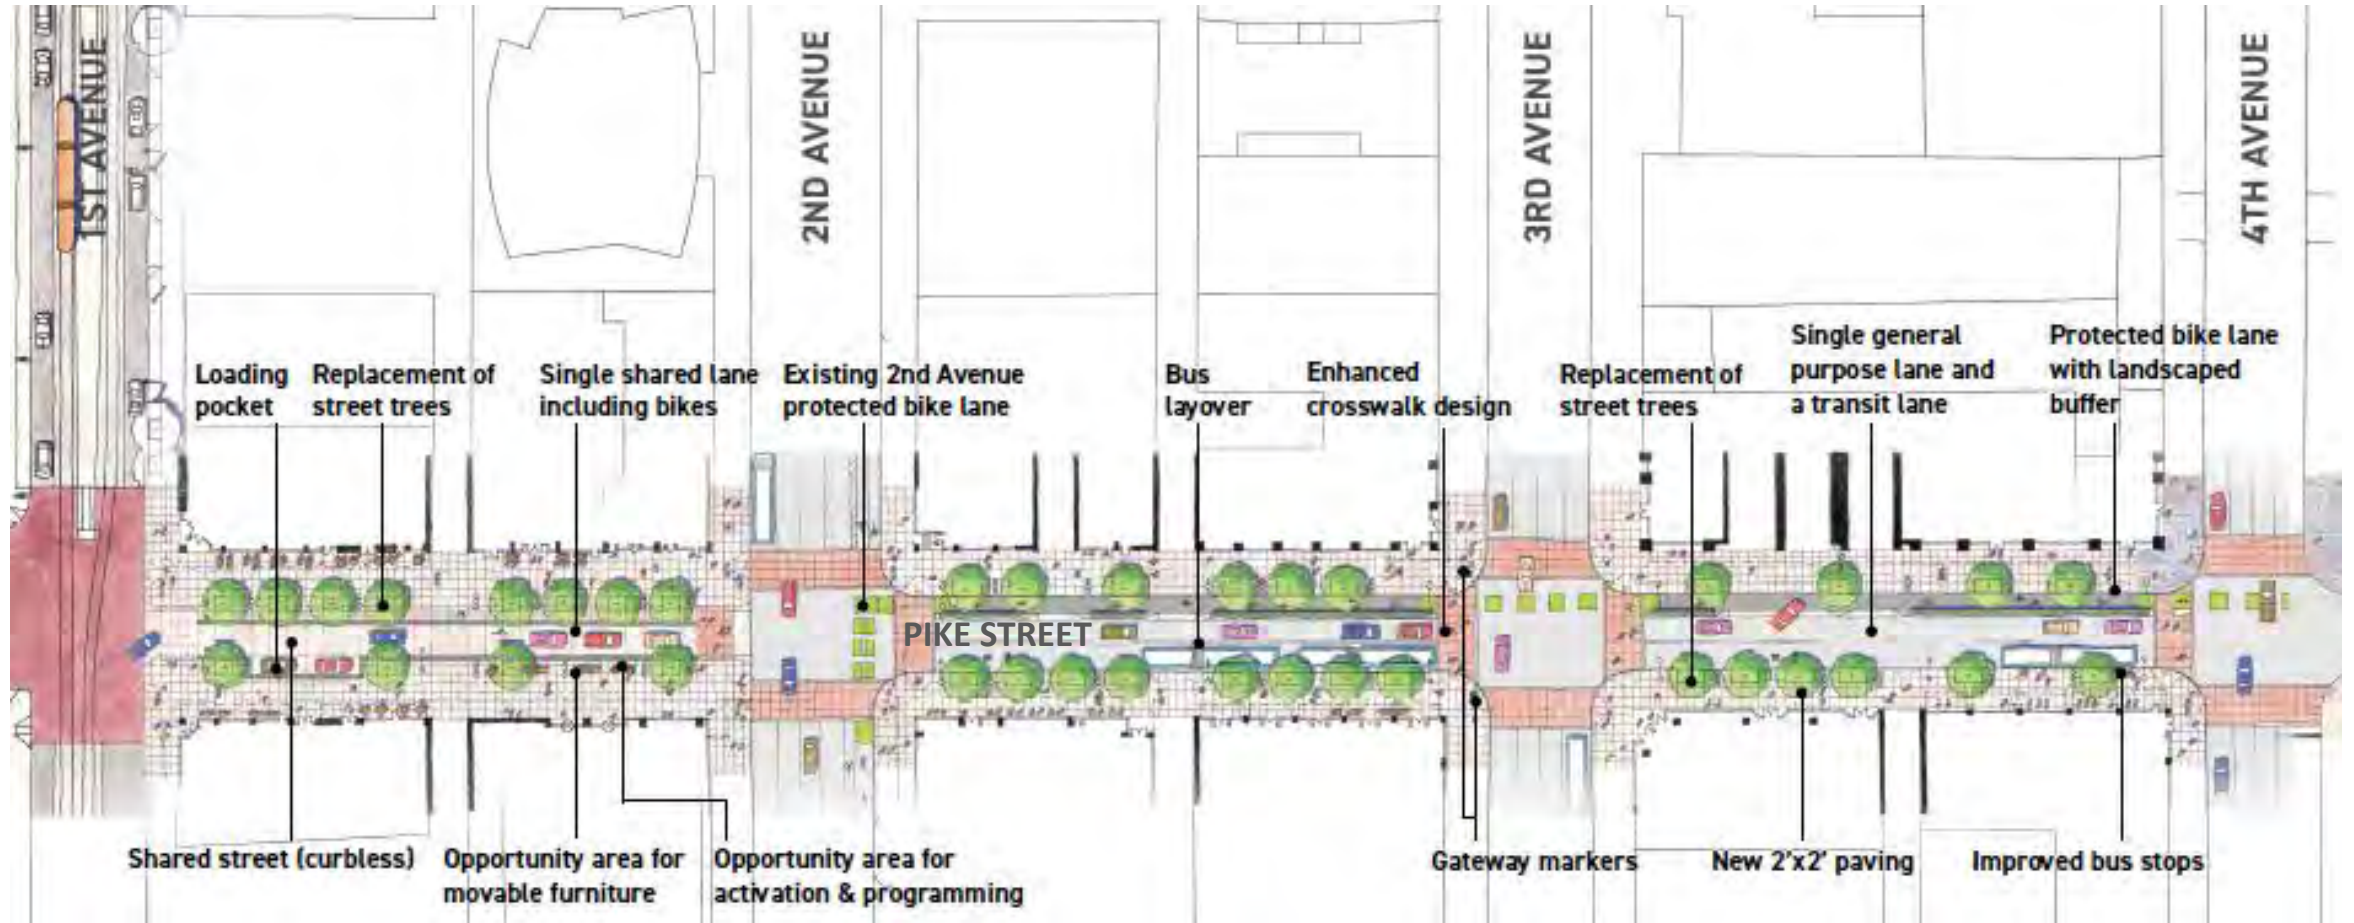 1ST AVENUE
2ND AVENUE
3RD AVENUE
4TH AVENUE
Loading
pocket
Replacement of
street trees
Single shared lane
including bikes
Existing 2nd Avenue
protected bike lane
Bus
layover
Enhanced
crosswalk design
Replacement of
street trees
Single general
purpose lane and
a transit lane
Protected bike lane
with landscaped
buffer
PIKE STREET
Shared street (curbless)
Opportunity area for
movable furniture
Opportunity area for
activation & programming
Gateway markers
New 2'x2' paving
Improved bus stops